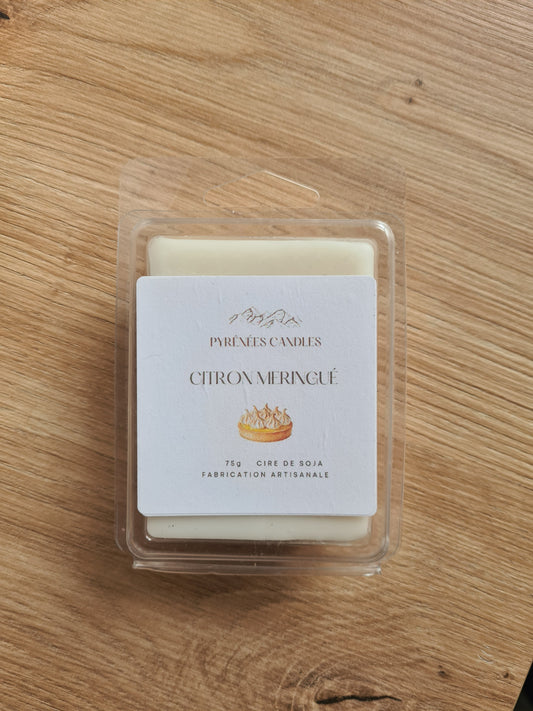 PYRÉNÉES CANDLES
CITRON MERINGUÉ
75g CIRE DE SOJA
FABRICATION ARTISANALE